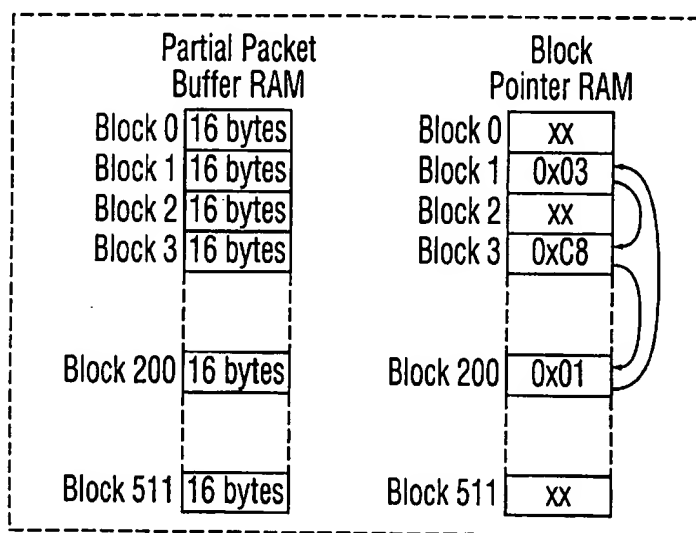 Partial Packet
Buffer RAM
Block 0 16 bytes
Block 1 16 bytes
Block 2 16 bytes
Block 3 16 bytes
Block 200 16 bytes
Block 511 16 bytes
Block
Pointer RAM
Block 0 xx
Block 1 0x03
Block 2 xx
Block 3 0xC8
Block 200 0x01
Block 511 xx